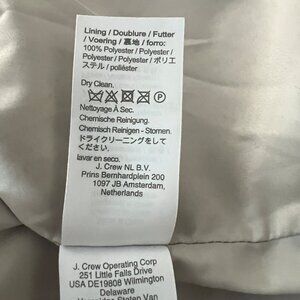 Lining / Doublure / Futter
/ Voering / 裏地 / forro:
100% Polyester / Polyester
/ Polyester / Polyester / ポリエ
ステル / poliéster
Dry Clean.
P
Nettoyage À Sec.
Chemische Reinigung.
Chemisch Reinigen - Stomen.
ドライクリーニングをしてく
ださい。
lavar en seco.
J. Crew NL B.V.
Prins Bernhardplein 200
1097 JB Amsterdam,
Netherlands
J. Crew Operating Corp
251 Little Falls Drive
USA DE19808 Wilmington
Delaware
Staten Van